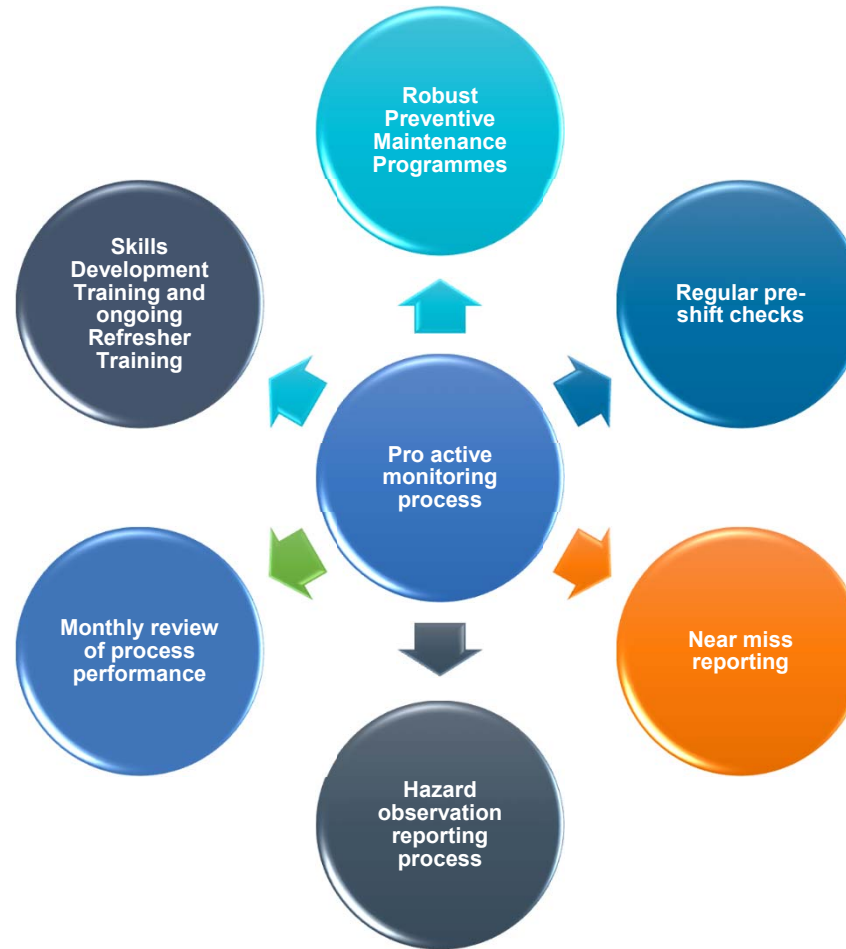 Robust
Preventive
Maintenance
Programmes
Skills
Development
Training and
ongoing
Refresher
Training
Regular pre-
shift checks
Pro active
monitoring
process
Monthly review
of process
performance
Near miss
reporting
Hazard
observation
reporting
process